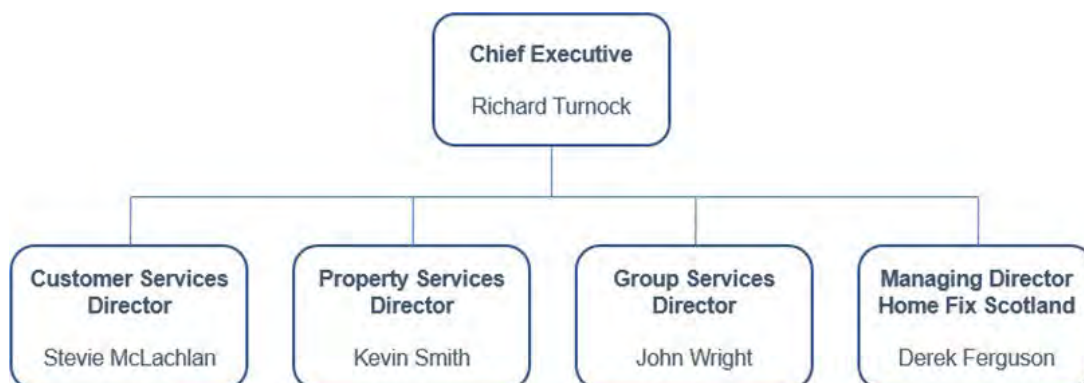 Chief Executive
Richard Turnock
Customer Services
Director
Stevie McLachlan
Property Services
Director
Kevin Smith
Group Services
Director
John Wright
Managing Director
Home Fix Scotland
Derek Ferguson